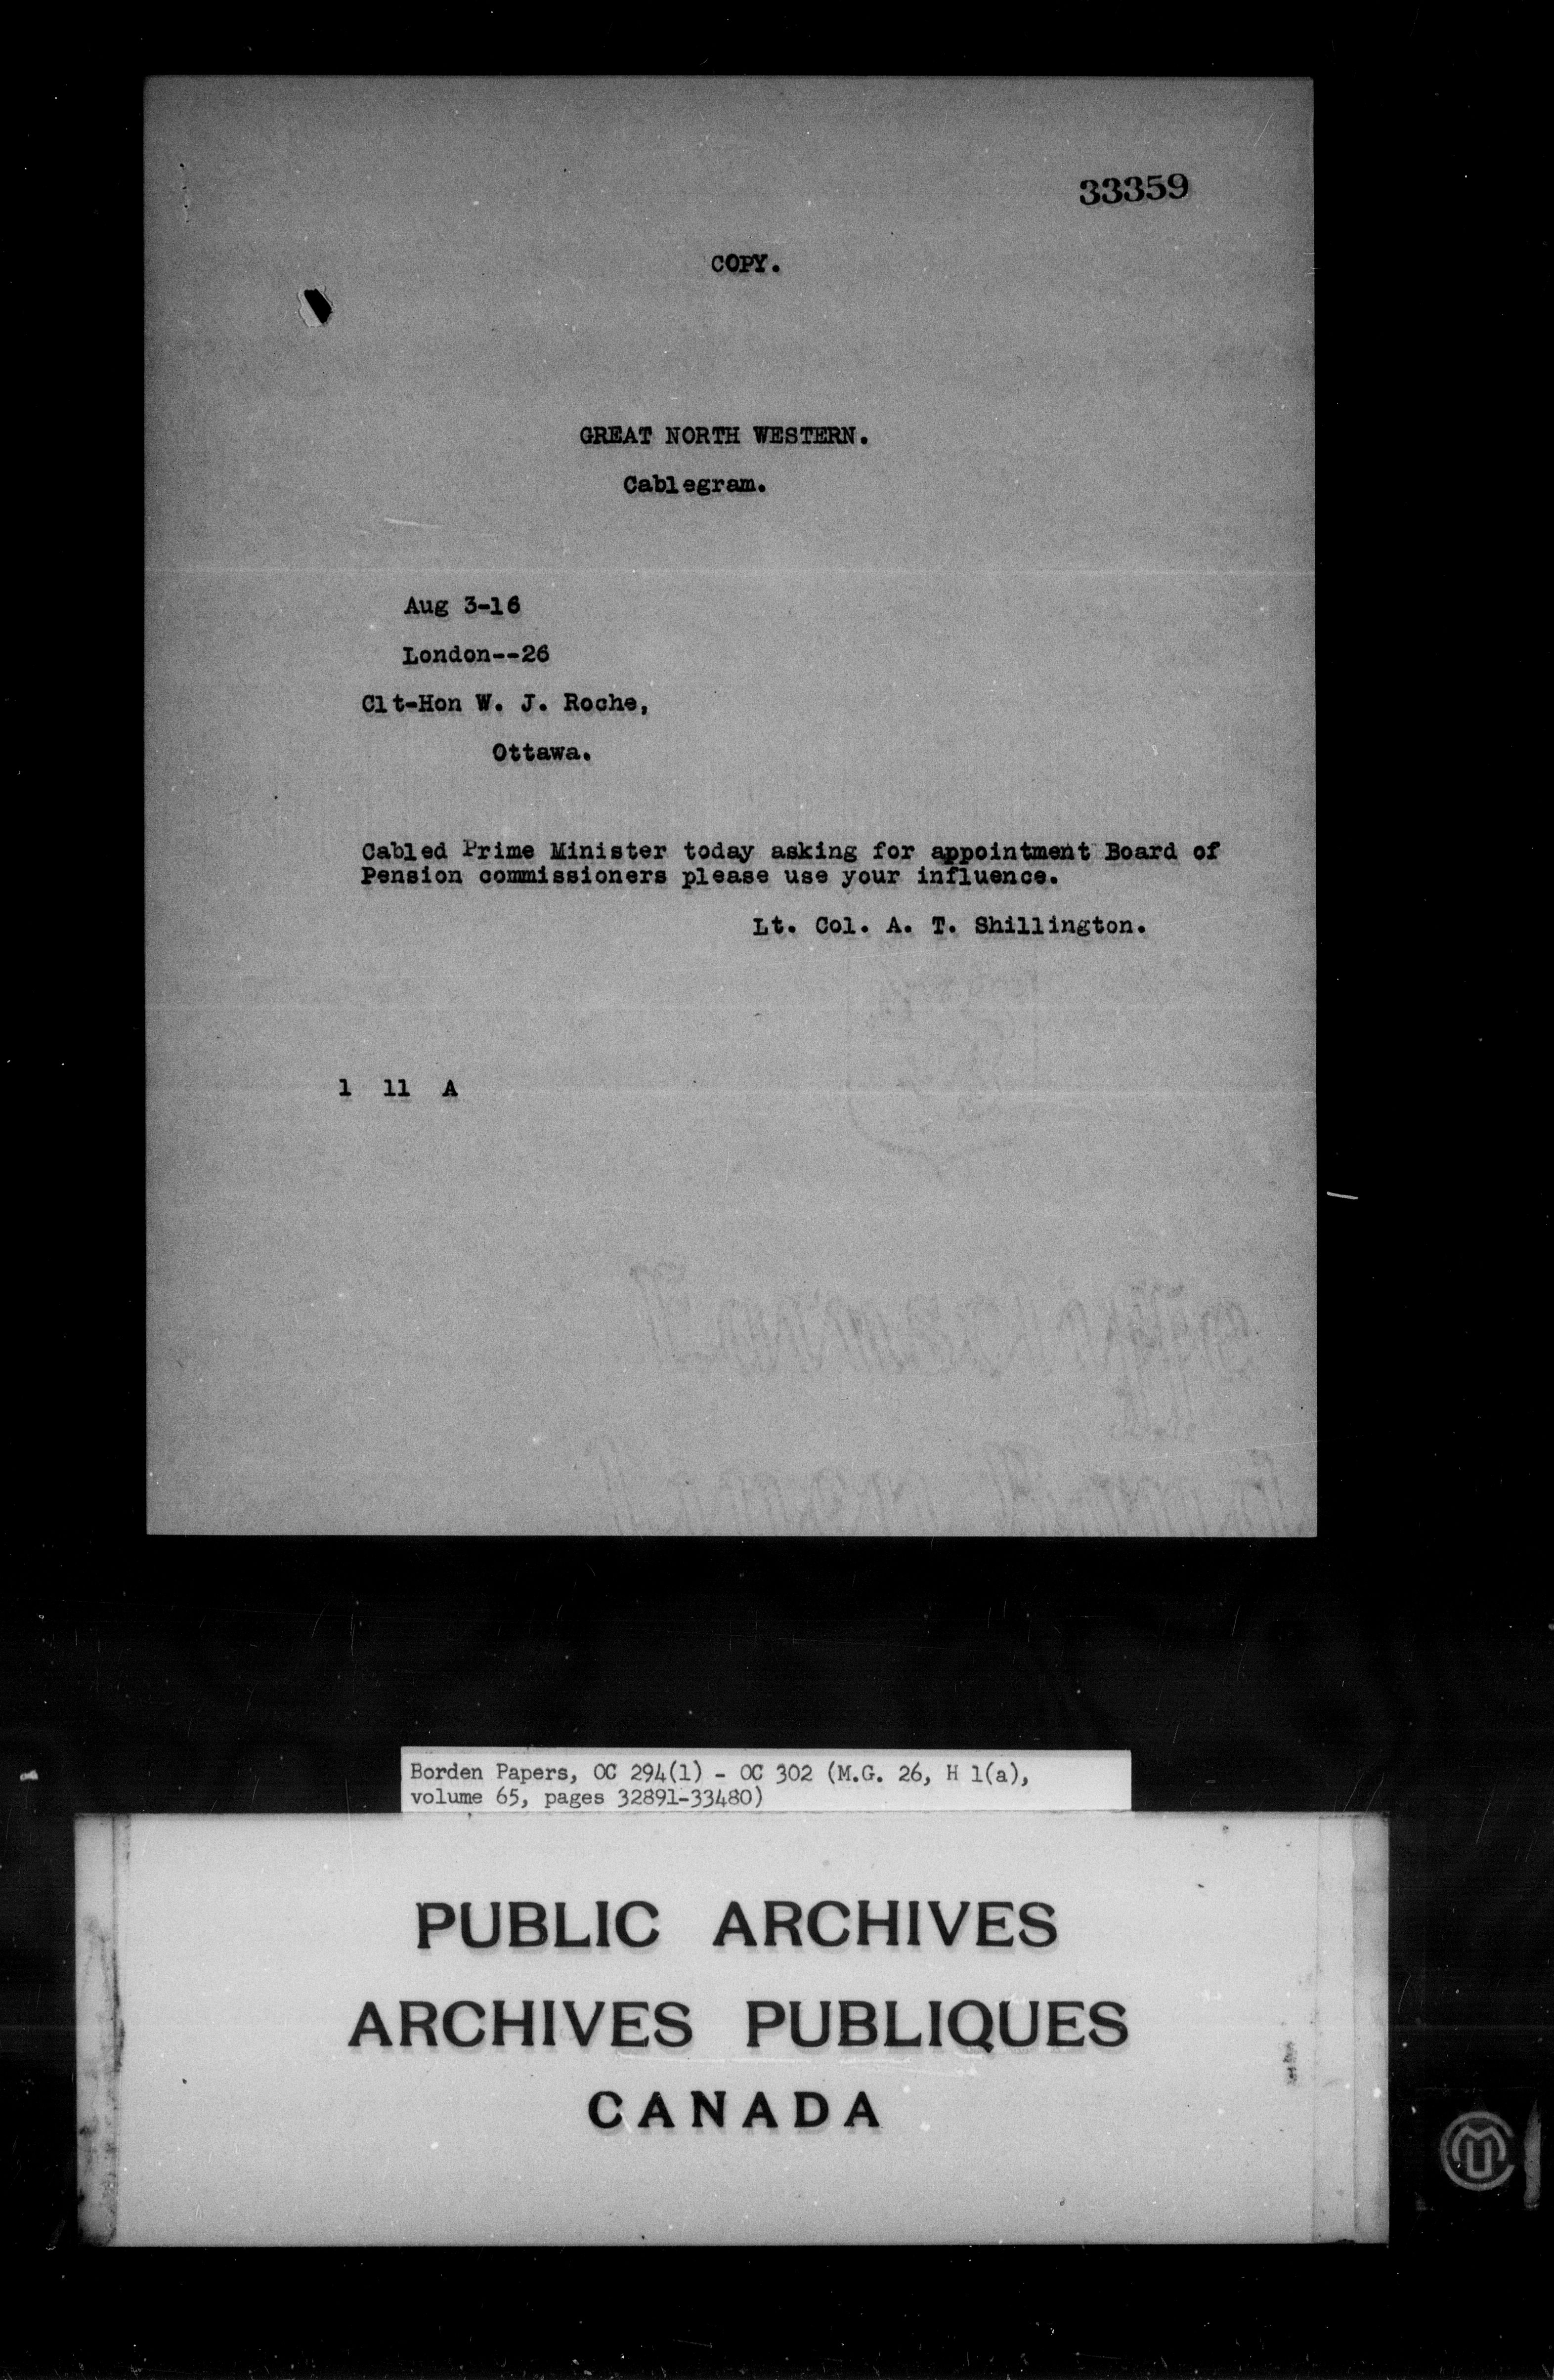 33359
COPY.
GREAT NORTH WESTERN.
Cablegram.
Aug 3-16
London--26
Clt-Hon W. J. Roche,
Ottawa.
Cabled Prime Minister today asking for appointment Board of
Pension commissioners please use your influence.
Lt. Col. A. T. Shillington.
1 11 A
Borden Papers, OC 294(1) - OC 302 (M.G. 26, H 1(a),
volume 65, pages 32891-33480)
PUBLIC ARCHIVES
ARCHIVES PUBLIQUES
CANADA